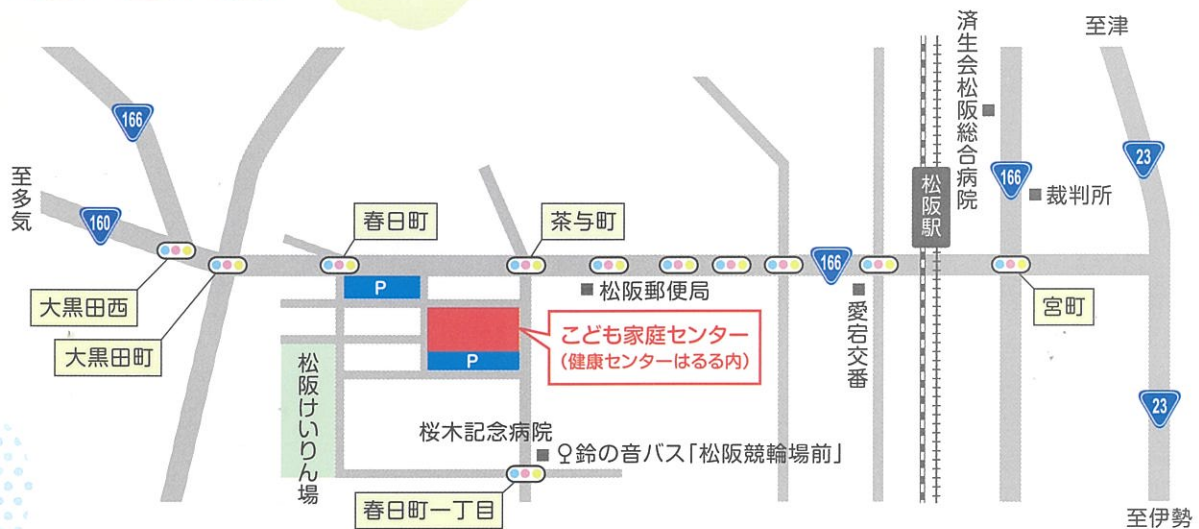 至津
済生会松阪総合病院
166
23
至多気
160
松阪駅
166
裁判所
春日町
茶与町
166
大黒田西
大黒田町
P
松阪郵便局
愛宕交番
宮町
こども家庭センター
(健康センターはるる内)
P
松阪けいりん場
23
桜木記念病院
鈴の音バス「松阪競輪場前」
春日町一丁目
至伊勢